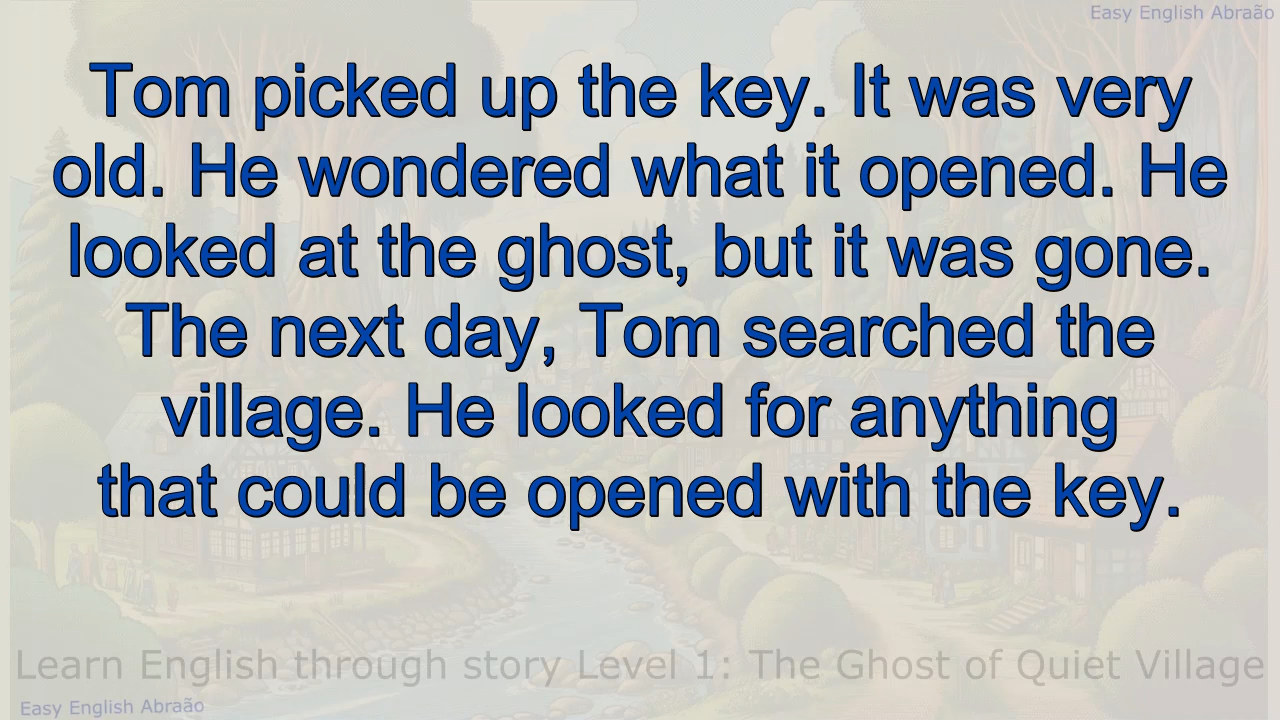 Easy English Abraão
Tom picked up the key. It was very
old. He wondered what it opened. He
looked at the ghost, but it was gone.
The next day, Tom searched the
village. He looked for anything
that could be opened with the key.
Learn English through story Level 1: The Ghost of Quiet Village
Easy English Abraão